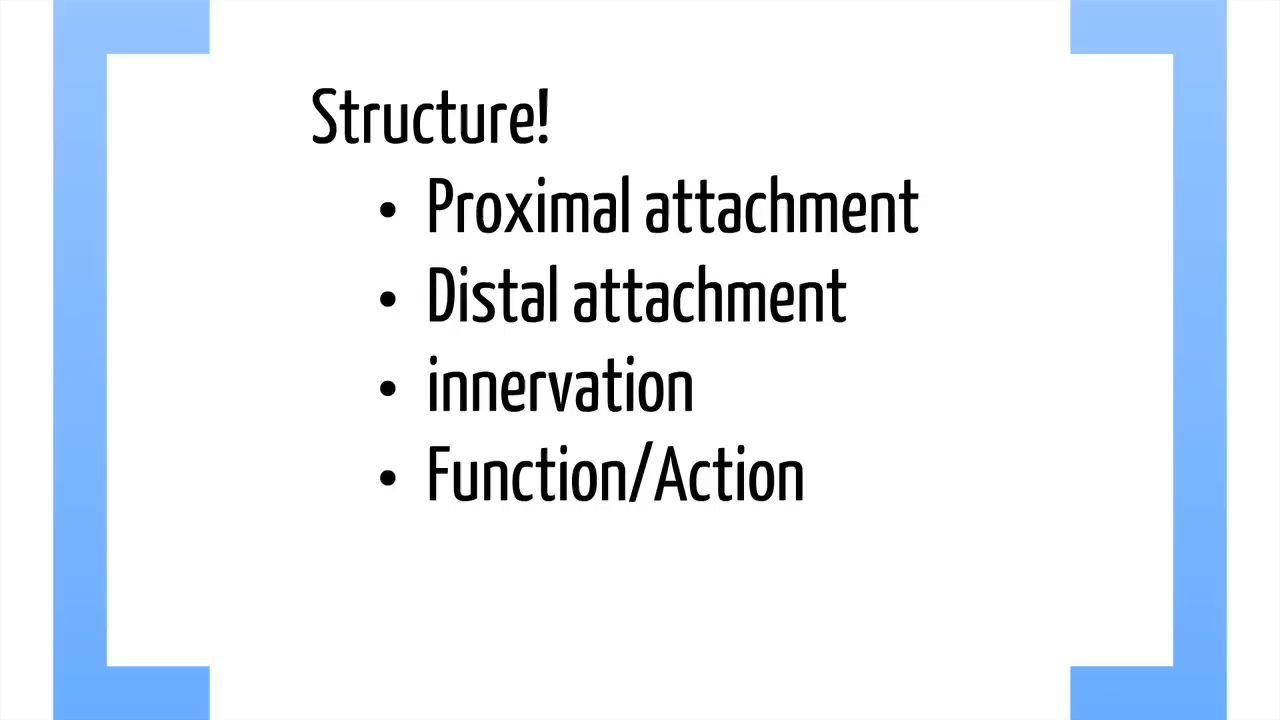 Structure!
• Proximal attachment
• Distal attachment
• innervation
• Function/Action